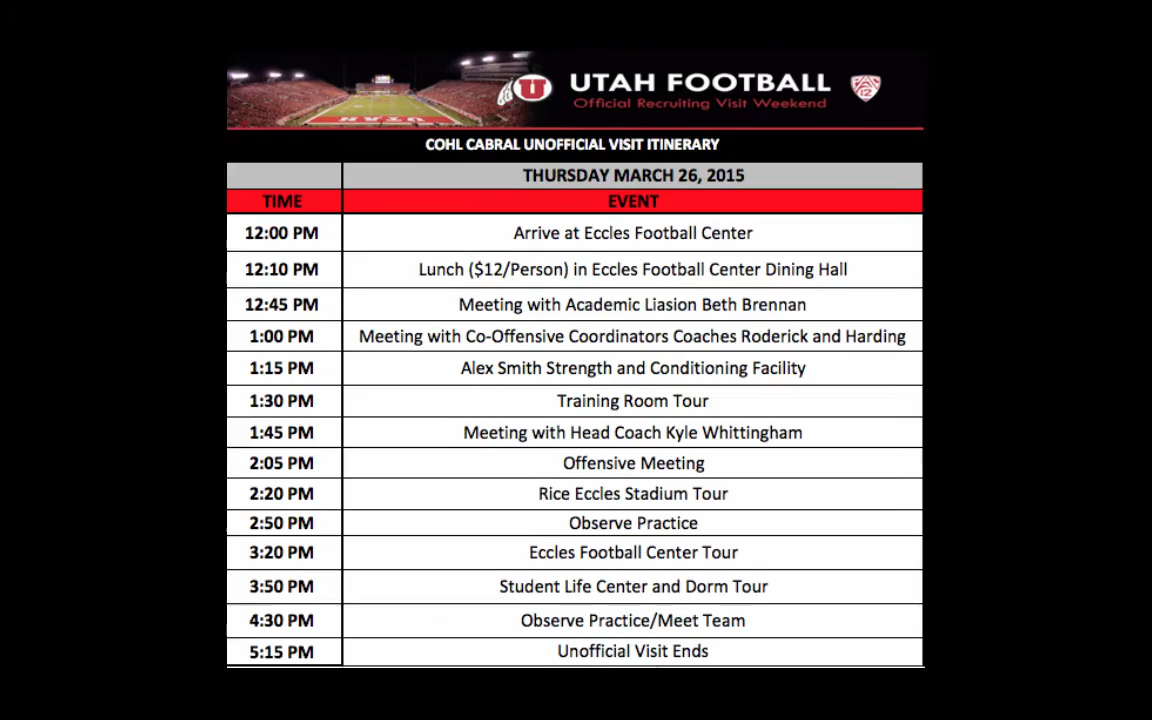 UTAH FOOTBALL
Official Recruiting Visit Weekend
U
PAC
12
UTAH
COHL CABRAL UNOFFICIAL VISIT ITINERARY
THURSDAY MARCH 26, 2015
TIME EVENT
12:00 PM Arrive at Eccles Football Center
12:10 PM Lunch ($12/Person) in Eccles Football Center Dining Hall
12:45 PM Meeting with Academic Liasion Beth Brennan
1:00 PM Meeting with Co-Offensive Coordinators Coaches Roderick and Harding
1:15 PM Alex Smith Strength and Conditioning Facility
1:30 PM Training Room Tour
1:45 PM Meeting with Head Coach Kyle Whittingham
2:05 PM Offensive Meeting
2:20 PM Rice Eccles Stadium Tour
2:50 PM Observe Practice
3:20 PM Eccles Football Center Tour
3:50 PM Student Life Center and Dorm Tour
4:30 PM Observe Practice/Meet Team
5:15 PM Unofficial Visit Ends